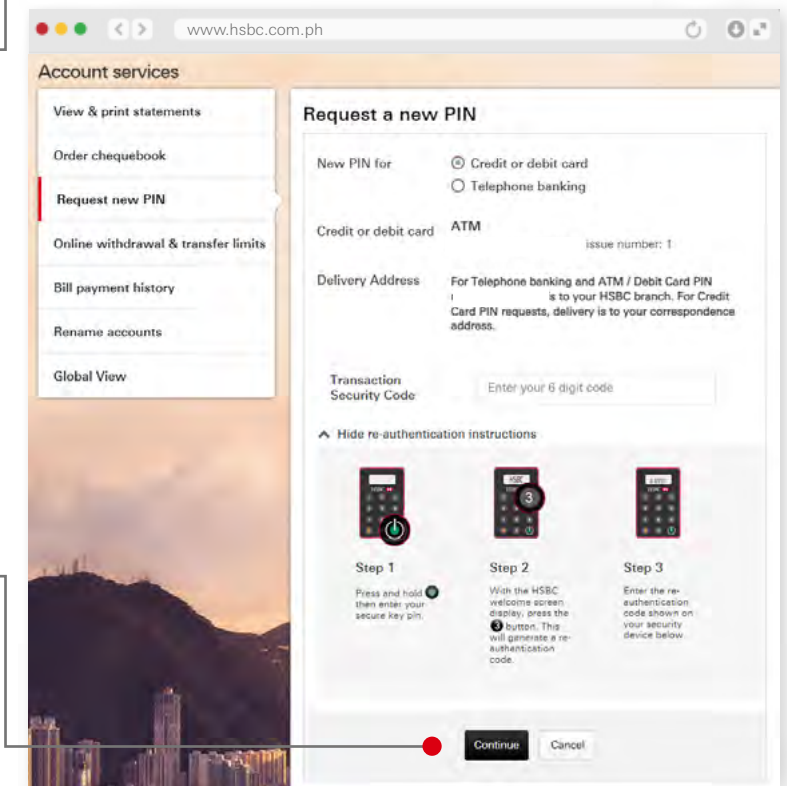 www.hsbc.com.ph
Account services
View & print statements
Order chequebook
Request new PIN
Online withdrawal & transfer limits
Bill payment history
Rename accounts
Global View
Request a new PIN
New PIN for
Credit or debit card
Telephone banking
Credit or debit card
ATM
issue number: 1
Delivery Address
For Telephone banking and ATM / Debit Card PIN
is to your HSBC branch. For Credit
Card PIN requests, delivery is to your correspondence
address.
Transaction
Security Code
Enter your 6 digit code
Hide re-authentication instructions
HSBC
3
Step 1
Press and hold
then enter your
secure key pin.
Step 2
With the HSBC
welcome screen
display, press the
3 button. This
will generate a re-
authentication
code.
Step 3
Enter the re-
authentication
code shown on
your security
device below.
Continue
Cancel